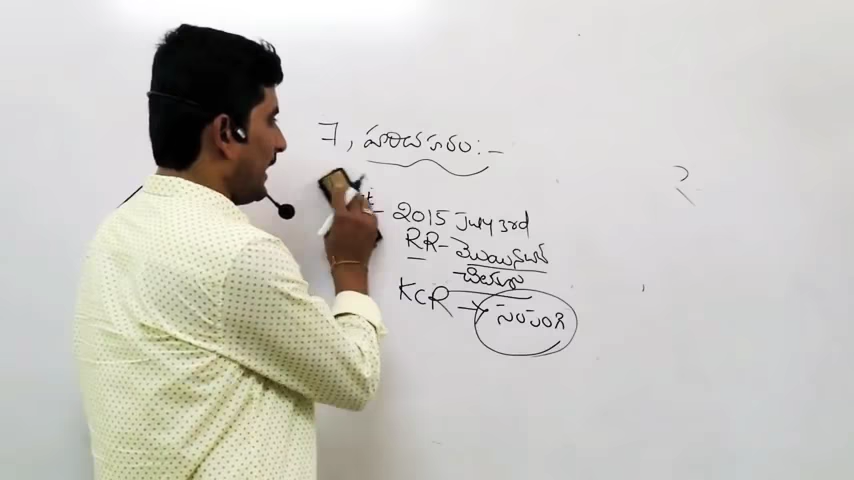 7, హరితహారం:-
2015 July 3rd
RR- మొయినాబాద్
చిలుకూరు
KCR → సంపంగి